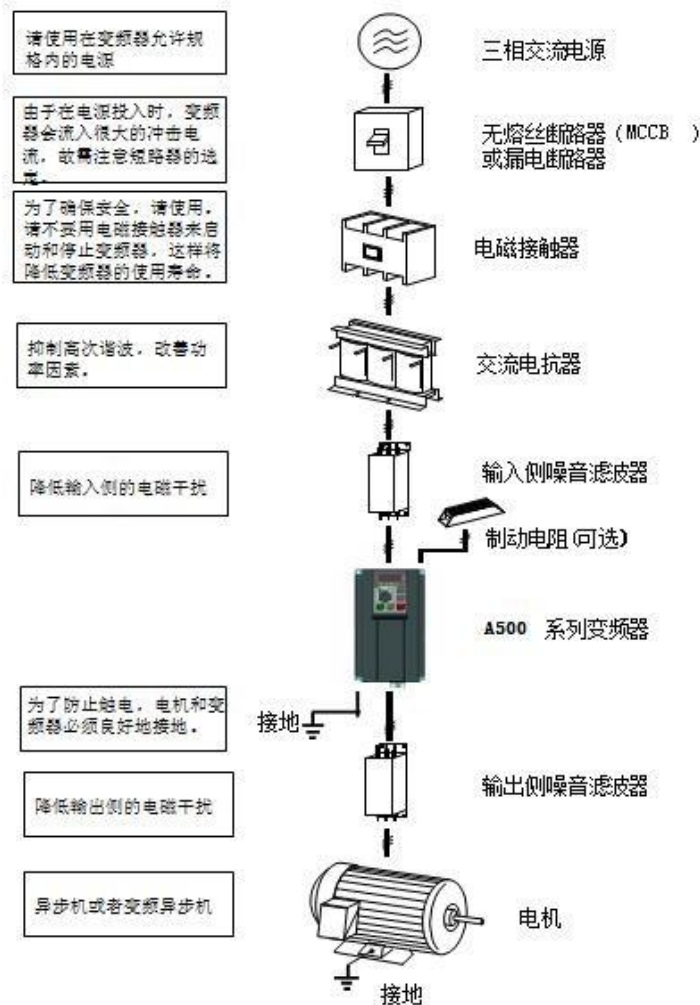 请使用在变频器允许规
格内的电源
三相交流电源
由于在电源投入时，变频
器会流入很大的冲击电
流，故需注意短路器的选
定。
无熔丝断路器（MCCB ）
或漏电断路器
为了确保安全，请使用。
请不要用电磁接触器来启
动和停止变频器，这样将
降低变频器的使用寿命。
电磁接触器
抑制高次谐波，改善功
率因素。
交流电抗器
降低输入侧的电磁干扰
输入侧噪音滤波器
制动电阻(可选)
A500 系列变频器
为了防止触电，电机和变
频器必须良好地接地。
接地
降低输出侧的电磁干扰
输出侧噪音滤波器
异步机或者变频异步机
电机
接地